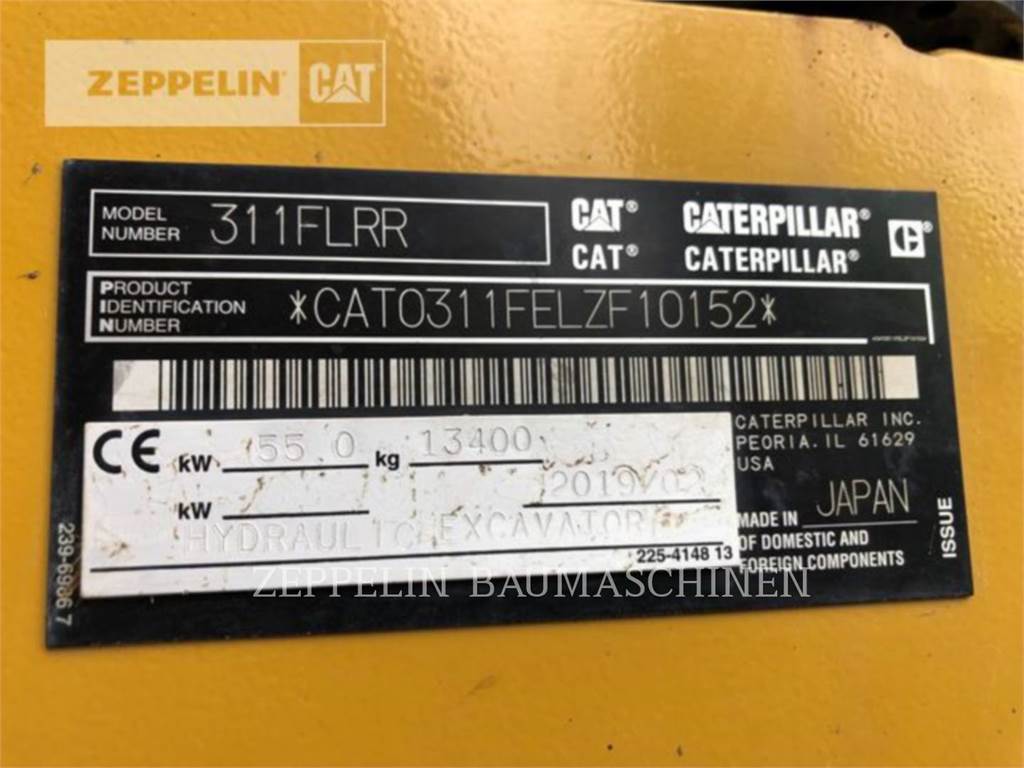 ZEPPELIN CAT
MODEL NUMBER 311FLRR
CAT® CATERPILLAR® C®
CAT® CATERPILLAR®
PRODUCT IDENTIFICATION NUMBER *CAT0311FELZF10152*
CE kW 55.0 kg 13400
kW 2019/02
HYDRAULIC EXCAVATOR
225-4148 13
CATERPILLAR INC.
PEORIA. IL 61629
USA
MADE IN JAPAN
OF DOMESTIC AND
FOREIGN COMPONENTS
ISSUE
7
ZEPPELIN BAUMASCHINEN